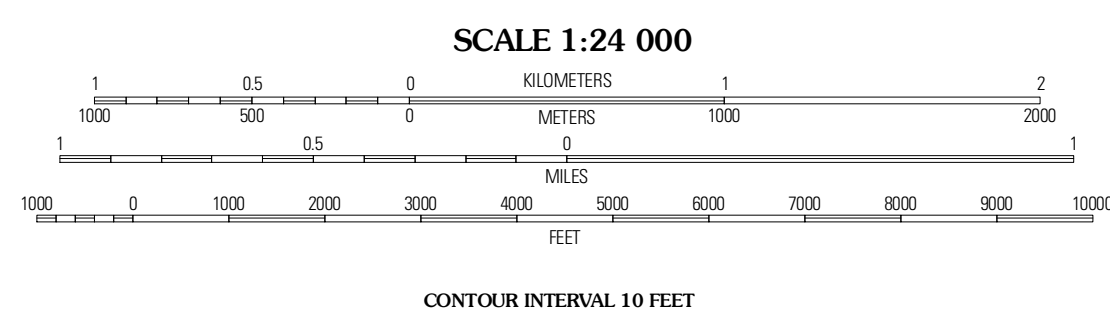 SCALE 1:24 000
1 0.5 0 KILOMETERS 1 2
1000 500 0 METERS 1000 2000
1 0.5 0 1
MILES
1000 0 1000 2000 3000 4000 5000 6000 7000 8000 9000 10000
FEET
CONTOUR INTERVAL 10 FEET